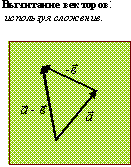 Вычитание векторов:
используя сложение.
-в
а - в
а